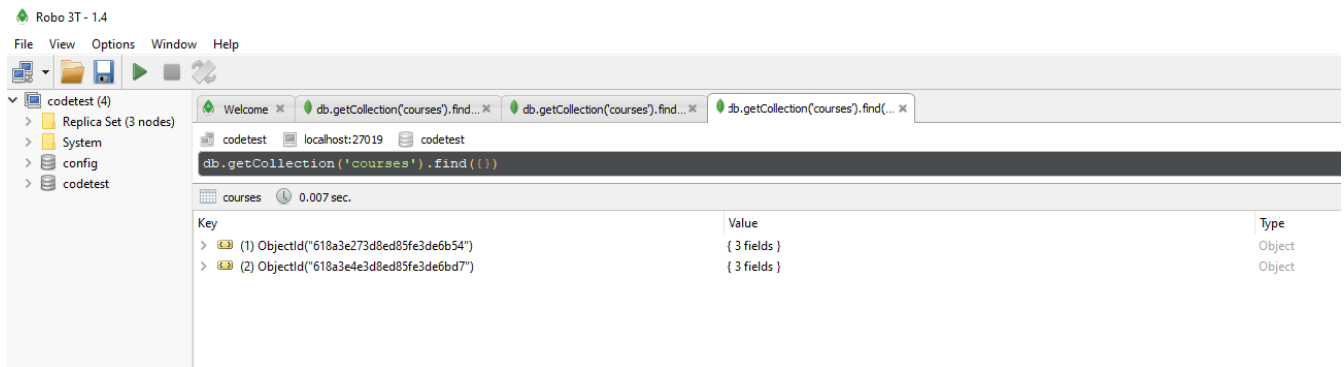 Robo 3T - 1.4
File View Options Window Help
codetest (4)
Replica Set (3 nodes)
System
config
codetest
Welcome
db.getCollection('courses').find...
db.getCollection('courses').find...
db.getCollection('courses').find(...
codetest localhost:27019 codetest
db.getCollection('courses').find({})
courses 0.007 sec.
Key Value Type
(1) ObjectId("618a3e273d8ed85fe3de6b54") { 3 fields } Object
(2) ObjectId("618a3e4e3d8ed85fe3de6bd7") { 3 fields } Object